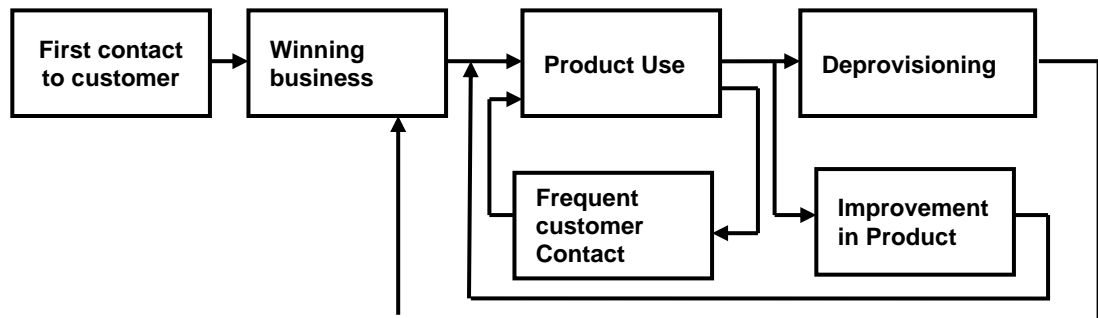 First contact
to customer
Winning
business
Product Use
Deprovisioning
Frequent
customer
Contact
Improvement
in Product